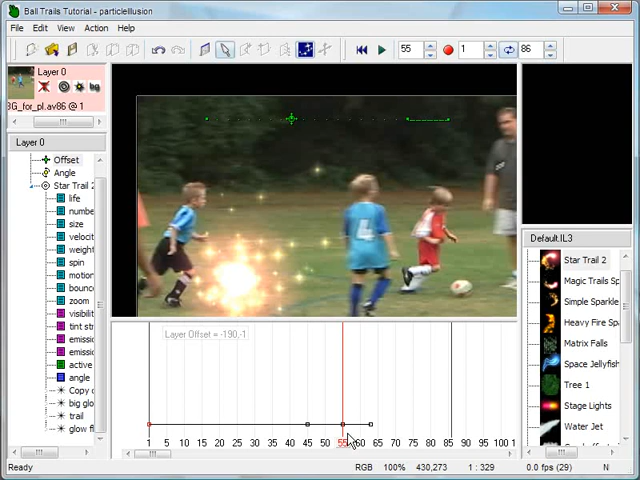 Ball Trails Tutorial - particleIllusion
File Edit View Action Help
55 1 86
Layer 0
3G_for_pI.av86 @ 1
Layer 0
Offset
Angle
Star Trail 2
life
numbe
size
velocit
weight
spin
motion
bounce
zoom
visibilit
tint str
emissi
emissi
active
angle
Copy o
big glo
trail
glow f
4
Layer Offset = -190,-1
1 5 10 15 20 25 30 35 40 45 50 55 60 65 70 75 80 85 90 95 100 1
Default.IL3
Star Trail 2
Magic Trails Sp
Simple Sparkle
Heavy Fire Sp
Matrix Falls
Space Jellyfish
Tree 1
Stage Lights
Water Jet
Ready RGB 100% 430,273 1 : 329 0.0 fps (29) N